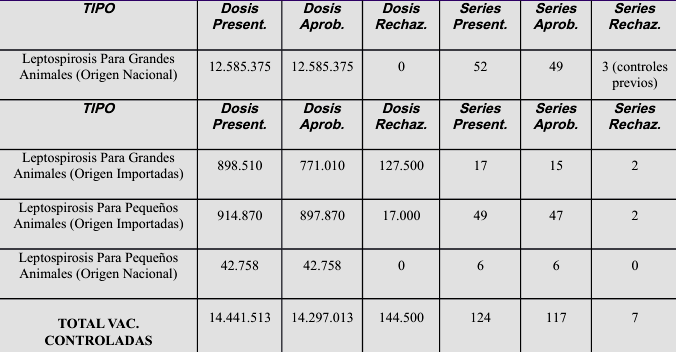 TIPO Dosis Present. Dosis Aprob. Dosis Rechaz. Series Present. Series Aprob. Series Rechaz.
Leptospirosis Para Grandes Animales (Origen Nacional) 12.585.375 12.585.375 0 52 49 3 (controles previos)
TIPO Dosis Present. Dosis Aprob. Dosis Rechaz. Series Present. Series Aprob. Series Rechaz.
Leptospirosis Para Grandes Animales (Origen Importadas) 898.510 771.010 127.500 17 15 2
Leptospirosis Para Pequeños Animales (Origen Importadas) 914.870 897.870 17.000 49 47 2
Leptospirosis Para Pequeños Animales (Origen Nacional) 42.758 42.758 0 6 6 0
TOTAL VAC. CONTROLADAS 14.441.513 14.297.013 144.500 124 117 7